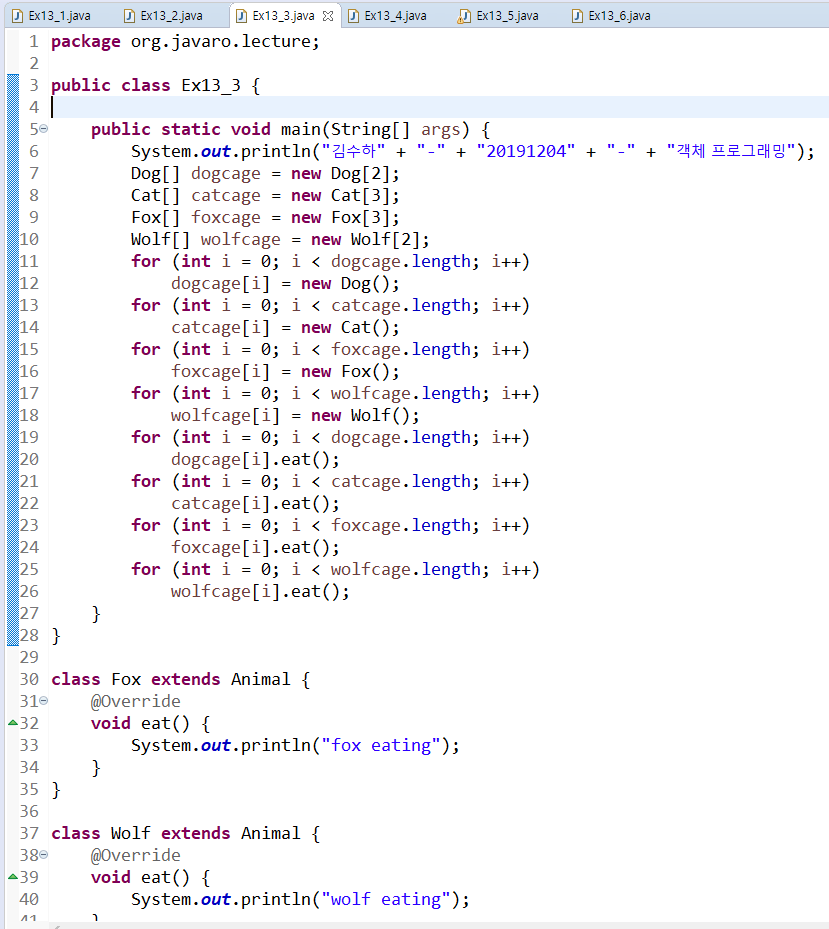 Ex13_1.java Ex13_2.java Ex13_3.java Ex13_4.java Ex13_5.java Ex13_6.java
1 package org.javaro.lecture;
2
3 public class Ex13_3 {
4
5 public static void main(String[] args) {
6 System.out.println("김수하" + "-" + "20191204" + "-" + "객체 프로그래밍");
7 Dog[] dogcage = new Dog[2];
8 Cat[] catcage = new Cat[3];
9 Fox[] foxcage = new Fox[3];
10 Wolf[] wolfcage = new Wolf[2];
11 for (int i = 0; i < dogcage.length; i++)
12 dogcage[i] = new Dog();
13 for (int i = 0; i < catcage.length; i++)
14 catcage[i] = new Cat();
15 for (int i = 0; i < foxcage.length; i++)
16 foxcage[i] = new Fox();
17 for (int i = 0; i < wolfcage.length; i++)
18 wolfcage[i] = new Wolf();
19 for (int i = 0; i < dogcage.length; i++)
20 dogcage[i].eat();
21 for (int i = 0; i < catcage.length; i++)
22 catcage[i].eat();
23 for (int i = 0; i < foxcage.length; i++)
24 foxcage[i].eat();
25 for (int i = 0; i < wolfcage.length; i++)
26 wolfcage[i].eat();
27 }
28 }
29
30 class Fox extends Animal {
31 @Override
32 void eat() {
33 System.out.println("fox eating");
34 }
35 }
36
37 class Wolf extends Animal {
38 @Override
39 void eat() {
40 System.out.println("wolf eating");
41 }